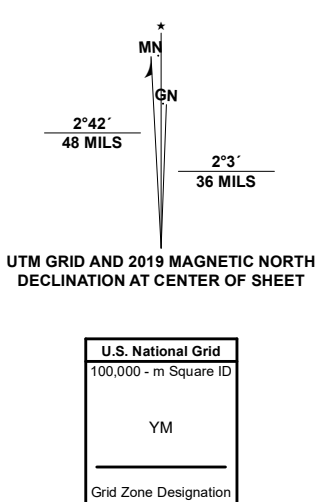 ★
MN
GN
2°42´
48 MILS
2°3´
36 MILS
UTM GRID AND 2019 MAGNETIC NORTH
DECLINATION AT CENTER OF SHEET
U.S. National Grid
100,000 - m Square ID
YM
Grid Zone Designation